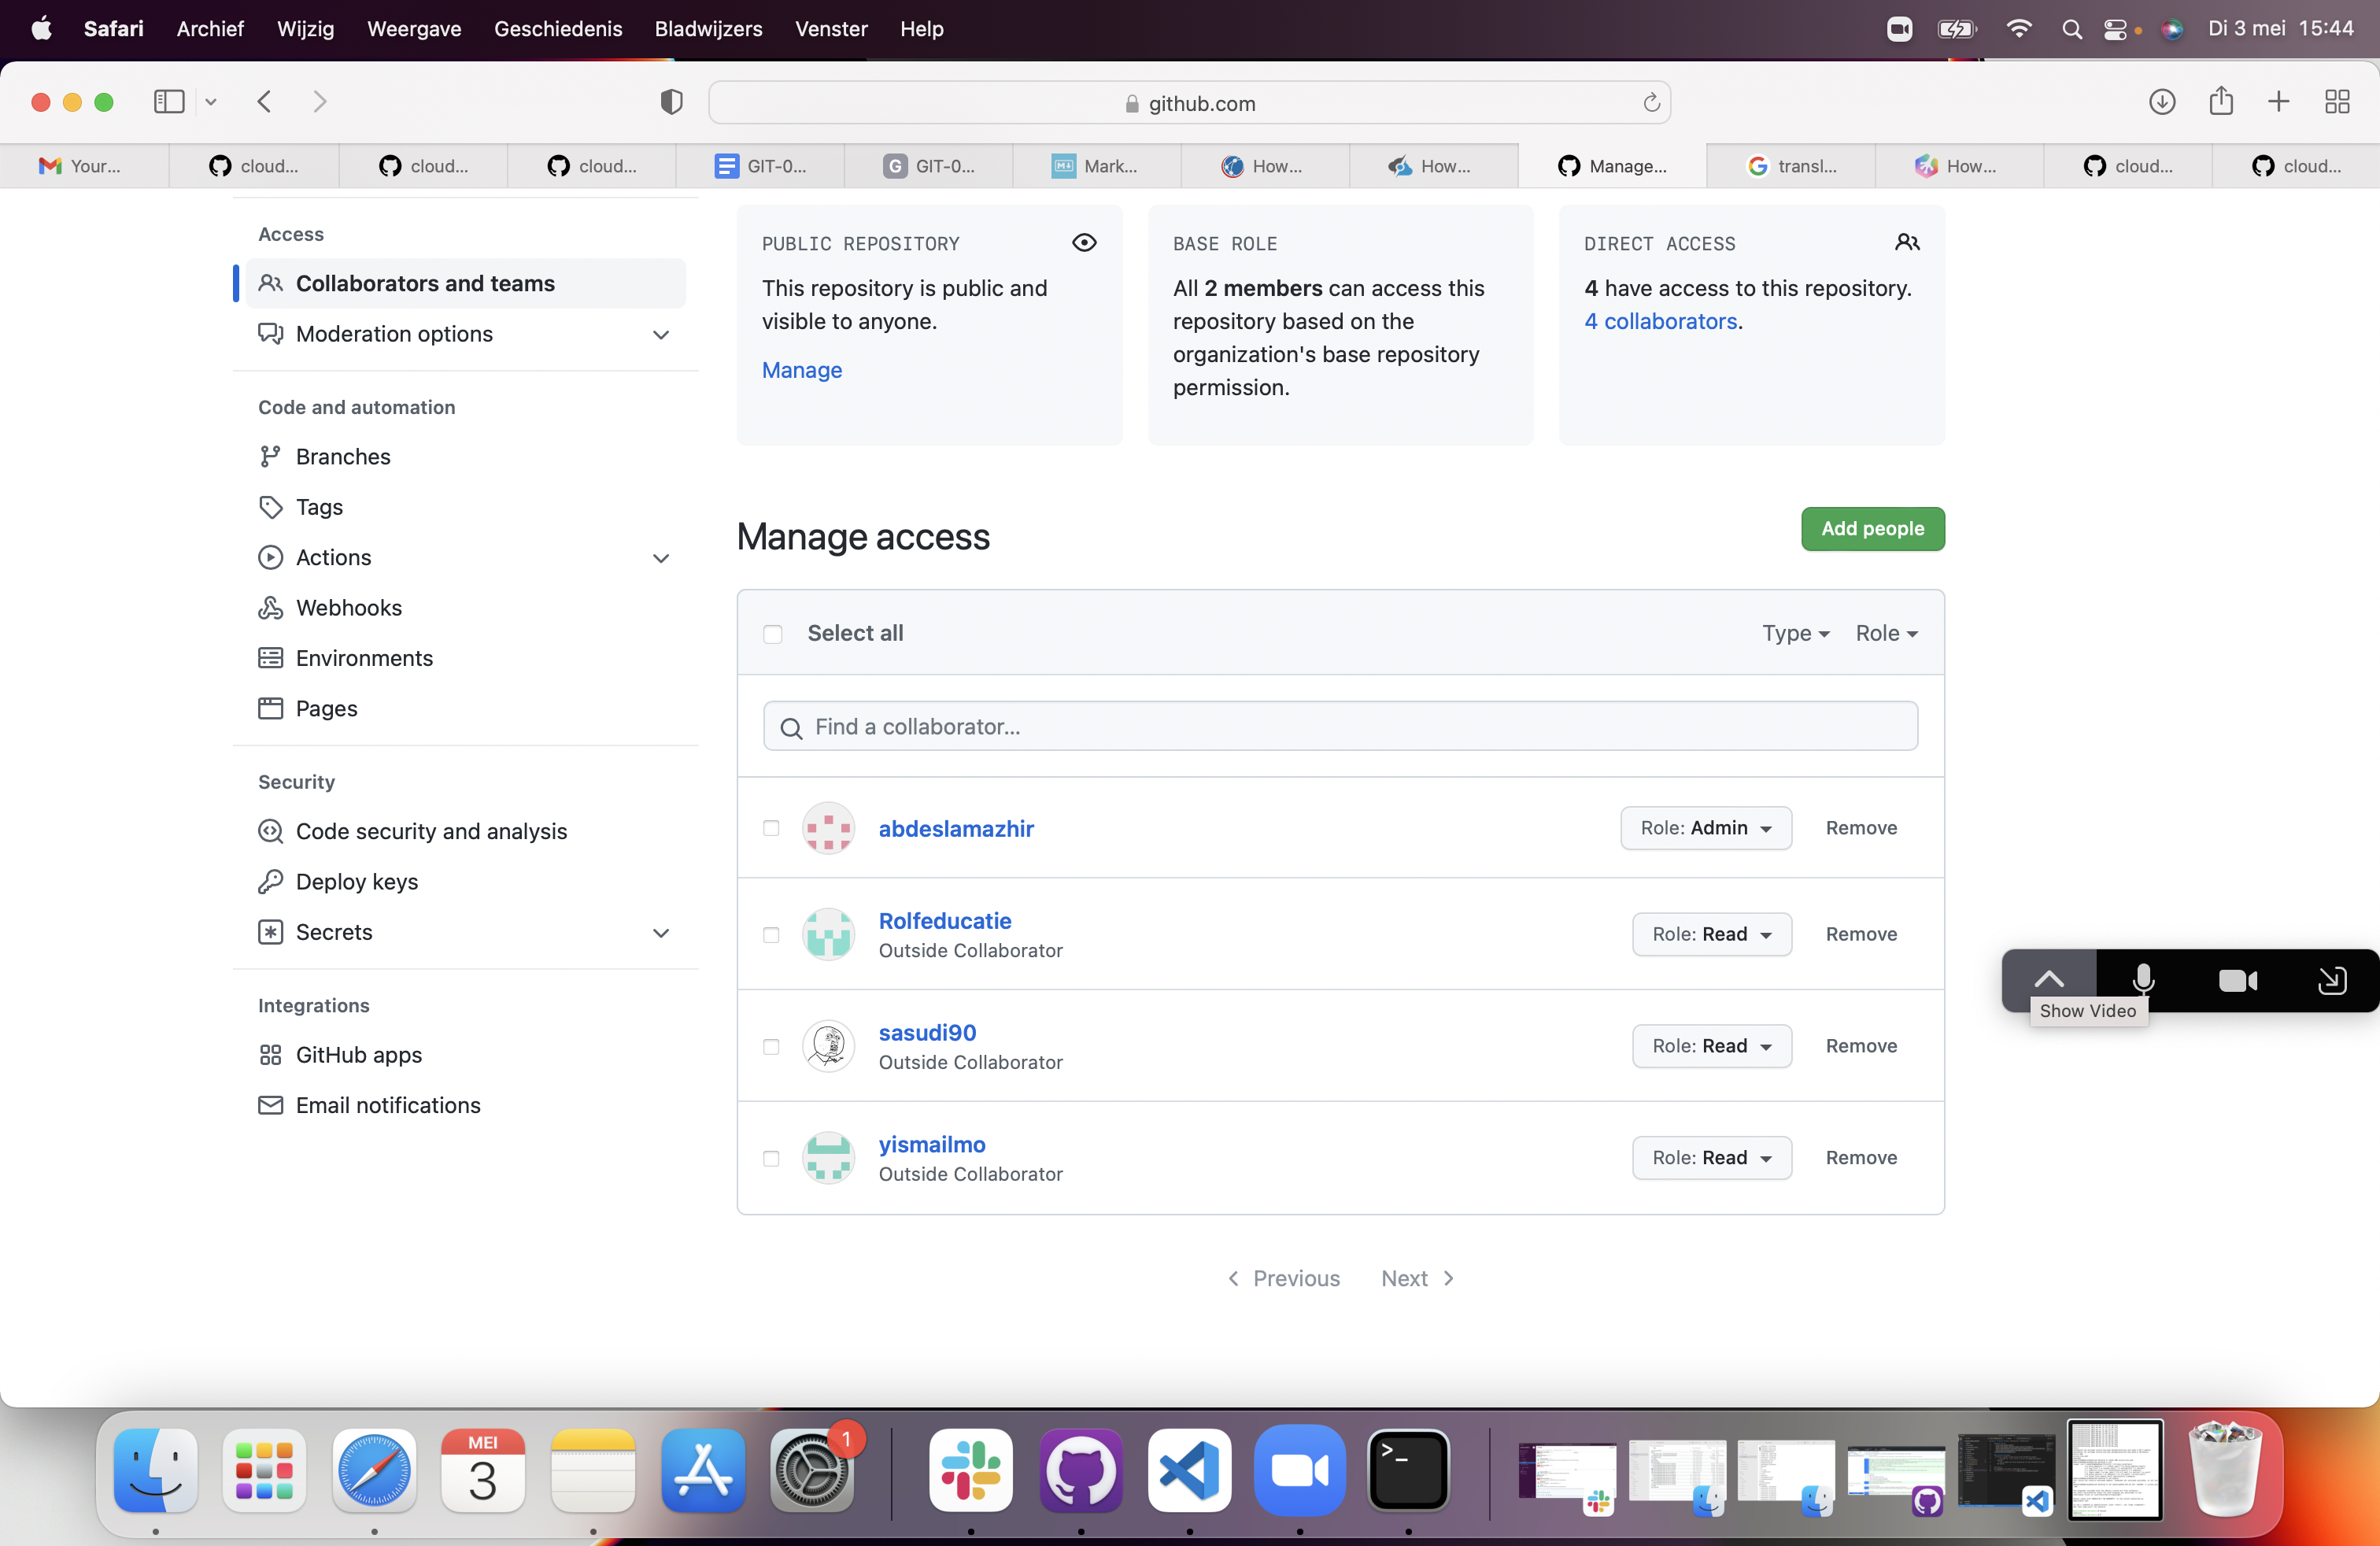 Safari Archief Wijzig Weergave Geschiedenis Bladwijzers Venster Help Di 3 mei 15:44
github.com
Your... cloud... cloud... cloud... GIT-0... GIT-0... Mark... How... How... Manage... transl... How... cloud... cloud...
Access
Collaborators and teams
Moderation options
Code and automation
Branches
Tags
Actions
Webhooks
Environments
Pages
Security
Code security and analysis
Deploy keys
Secrets
Integrations
GitHub apps
Email notifications
PUBLIC REPOSITORY
This repository is public and
visible to anyone.
Manage
BASE ROLE
All 2 members can access this
repository based on the
organization's base repository
permission.
DIRECT ACCESS
4 have access to this repository.
4 collaborators.
Manage access
Add people
Select all Type Role
Find a collaborator...
abdeslamazhir Role: Admin Remove
Rolfeducatie
Outside Collaborator
Role: Read Remove
sasudi90
Outside Collaborator
Role: Read Remove
yismailmo
Outside Collaborator
Role: Read Remove
Previous Next
Show Video
MEI
3
1